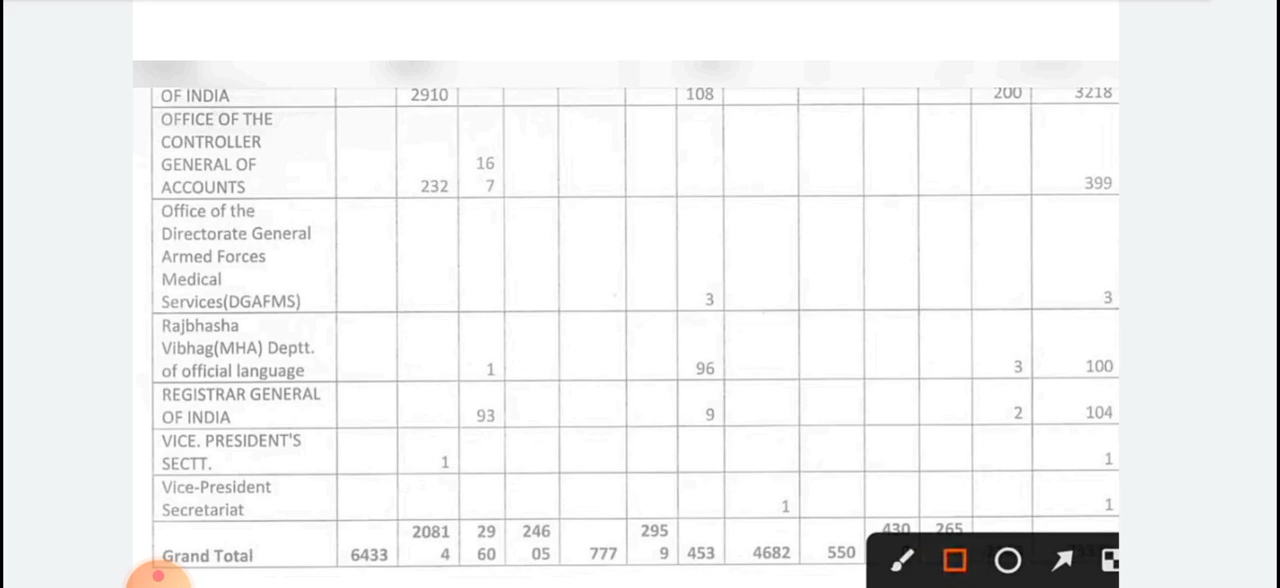 OF INDIA 2910 108 200 3218
OFFICE OF THE
CONTROLLER
GENERAL OF 16
ACCOUNTS 232 7 399
Office of the
Directorate General
Armed Forces
Medical
Services(DGAFMS) 3 3
Rajbhasha
Vibhag(MHA) Deptt.
of official language 1 96 3 100
REGISTRAR GENERAL
OF INDIA 93 9 2 104
VICE. PRESIDENT'S
SECTT. 1 1
Vice-President
Secretariat 1 1
2081 29 246 295 430 265
Grand Total 6433 4 60 05 777 9 453 4682 550